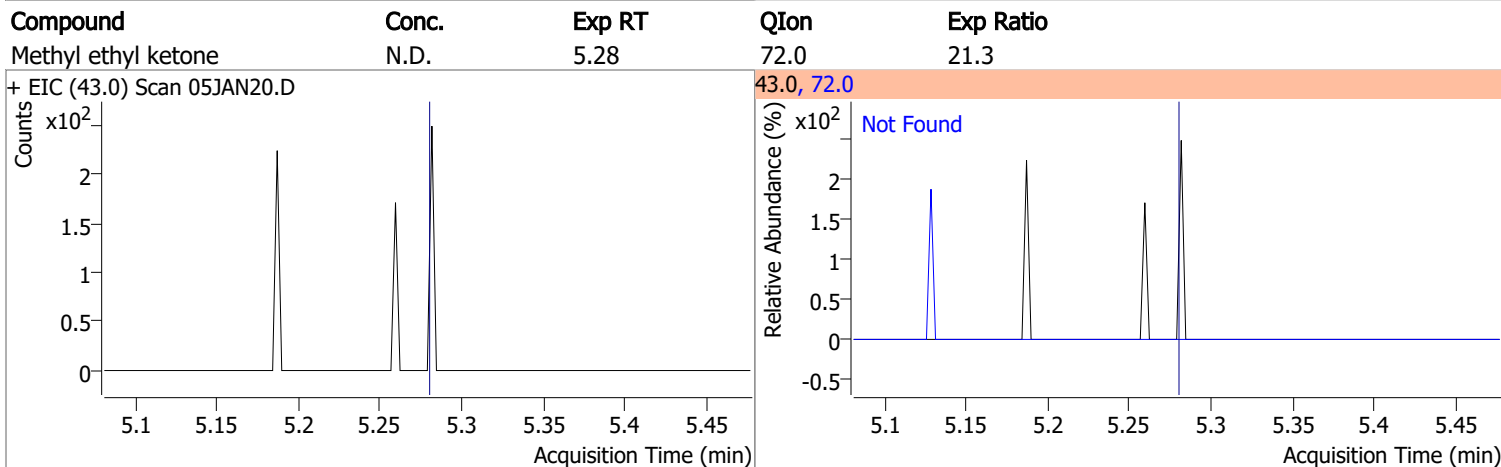 Compound Conc. Exp RT QIon Exp Ratio
Methyl ethyl ketone N.D. 5.28 72.0 21.3
+ EIC (43.0) Scan 05JAN20.D
Counts
x10²
2
1.5
1
0.5
0
5.1 5.15 5.2 5.25 5.3 5.35 5.4 5.45
Acquisition Time (min)
43.0, 72.0
Relative Abundance (%)
x10²
Not Found
2
1.5
1
0.5
0
-0.5
5.1 5.15 5.2 5.25 5.3 5.35 5.4 5.45
Acquisition Time (min)